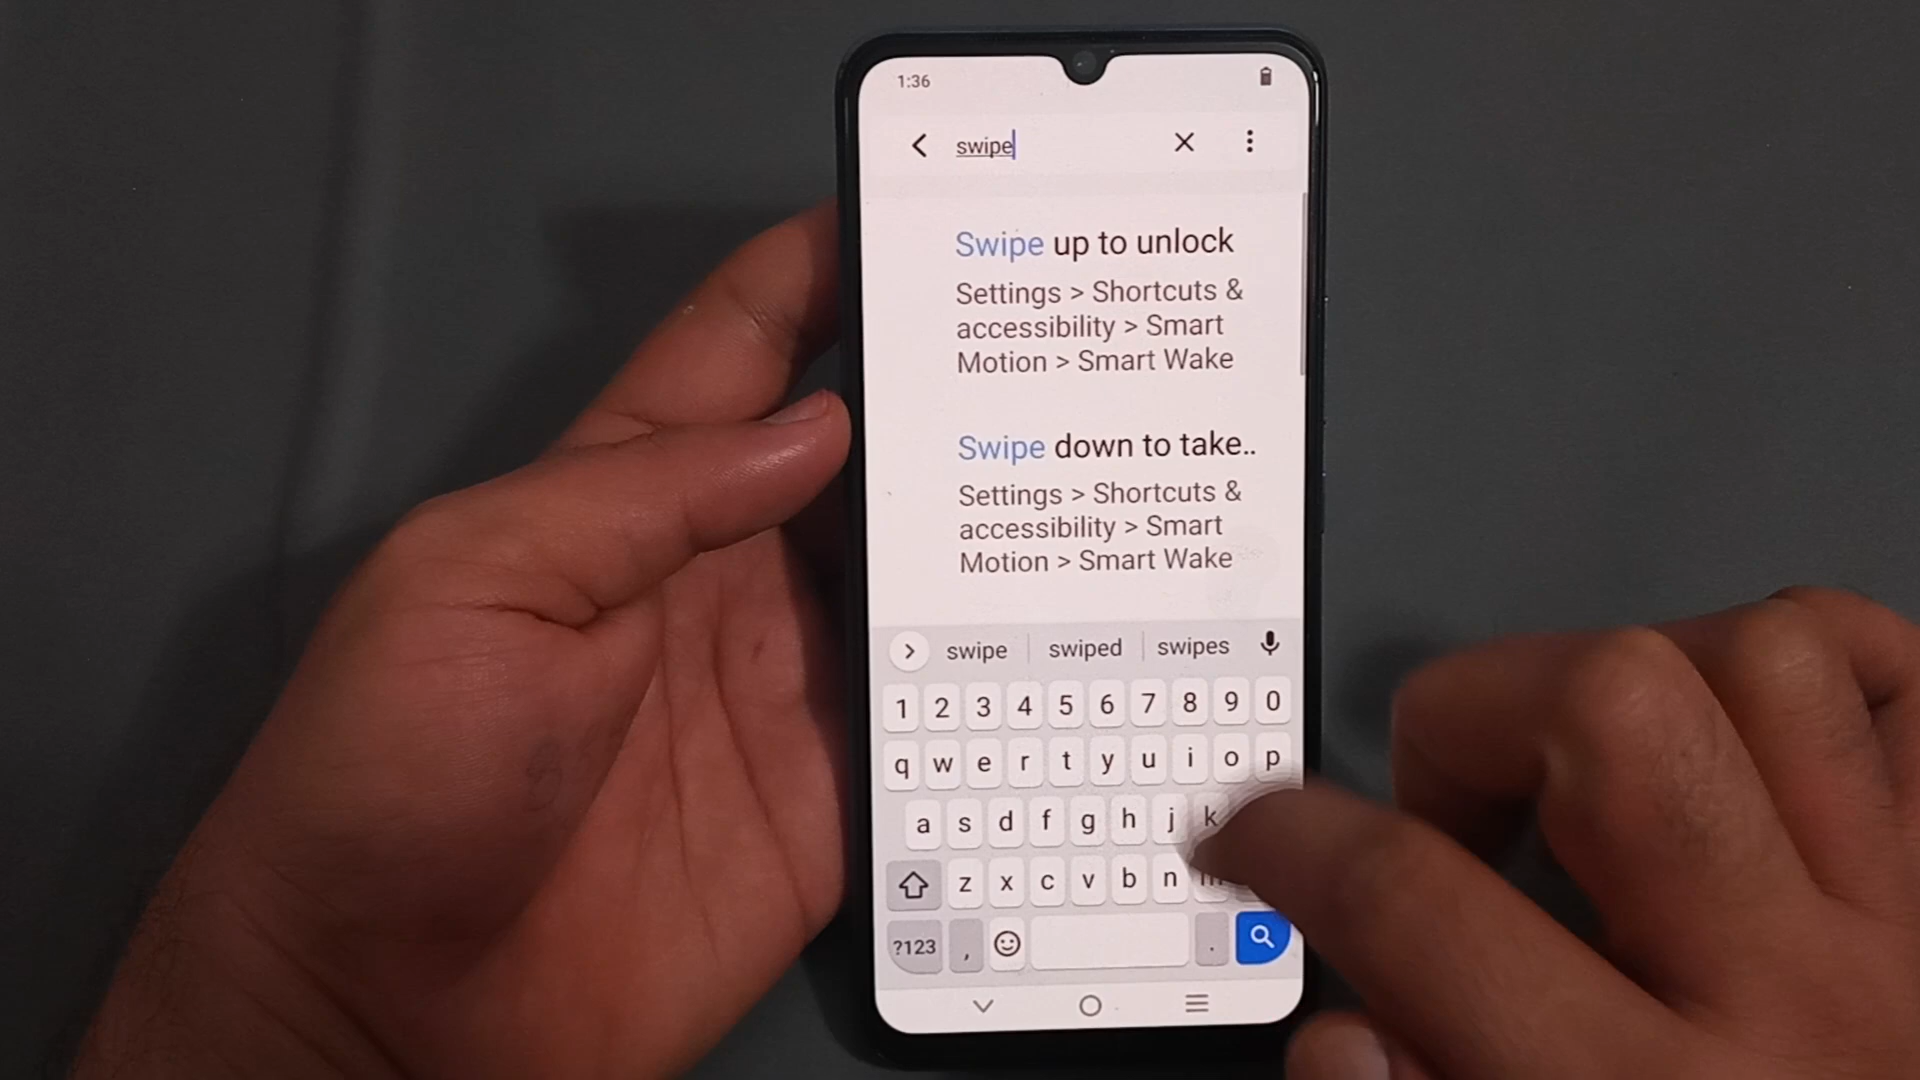 1:36
swipe
Swipe up to unlock
Settings > Shortcuts &
accessibility > Smart
Motion > Smart Wake
Swipe down to take..
Settings > Shortcuts &
accessibility > Smart
Motion > Smart Wake
swipe swiped swipes
1 2 3 4 5 6 7 8 9 0
q w e r t y u i o p
a s d f g h j k
z x c v b n m
?123 , .